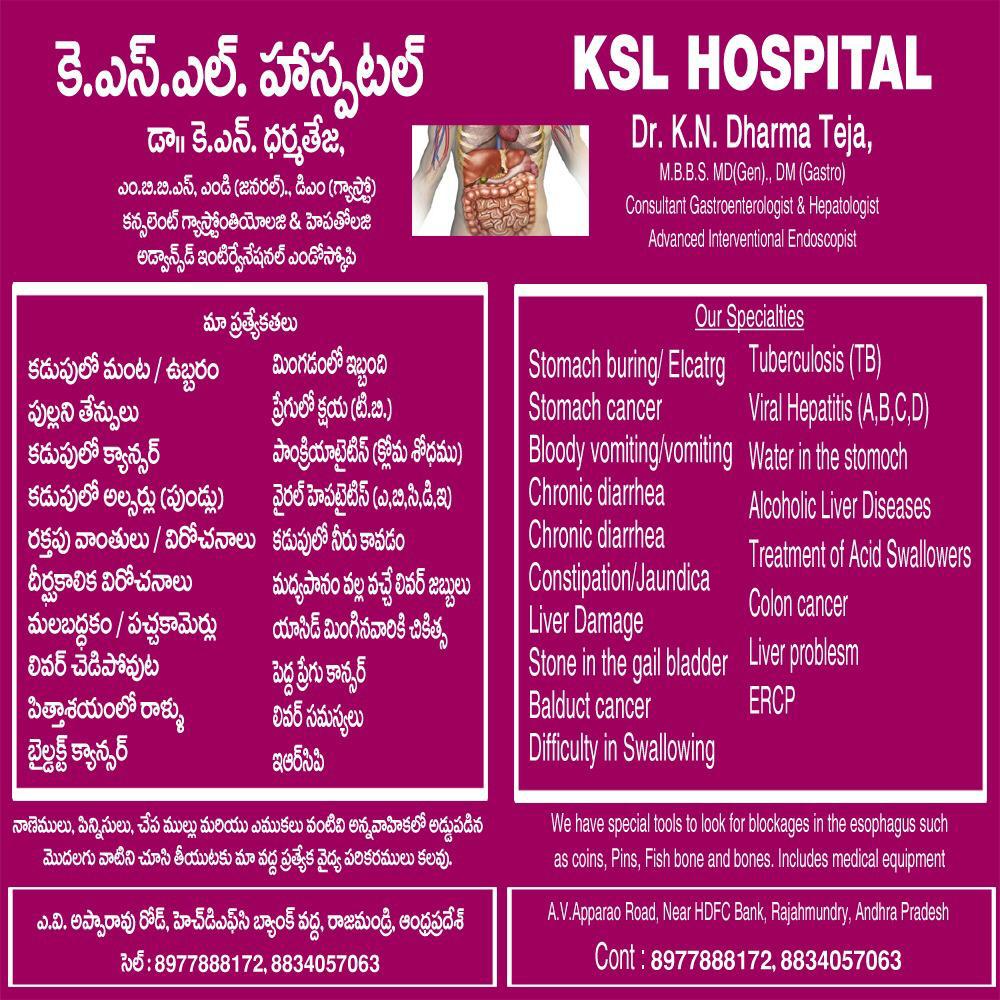 కె.ఎస్.ఎల్. హాస్పటల్
డా॥ కె.ఎన్. ధర్మతేజ,
ఎం.బి.బి.ఎస్, ఎండి (జనరల్)., డిఎం (గ్యాస్ట్రో)
కన్సలెంట్ గ్యాస్ట్రోంతియోలజి & హెపతోలజి
అడ్వాన్స్‌డ్ ఇంటిర్వేనేషనల్ ఎండోస్కోపి
మా ప్రత్యేకతలు
కడుపులో మంట / ఉబ్బరం
పుల్లని తేన్పులు
కడుపులో క్యాన్సర్
కడుపులో అల్సర్లు (పుండ్లు)
రక్తపు వాంతులు / విరోచనాలు
దీర్ఘకాలిక విరోచనాలు
మలబద్ధకం / పచ్చకామెర్లు
లివర్ చెడిపోవుట
పిత్తాశయంలో రాళ్ళు
బైల్డక్ట్ క్యాన్సర్
మింగడంలో ఇబ్బంది
ప్రేగులో క్షయ (టి.బి.)
పాంక్రియాటైటిస్ (క్లోమ శోధము)
వైరల్ హెపటైటిస్ (ఎ,బి,సి,డి,ఇ)
కడుపులో నీరు కావడం
మద్యపానం వల్ల వచ్చే లివర్ జబ్బులు
యాసిడ్ మింగినవారికి చికిత్స
పెద్ద ప్రేగు కాన్సర్
లివర్ సమస్యలు
ఇఆర్‌సిపి
నాణెములు, పిన్నిసులు, చేప ముల్లు మరియు ఎముకలు వంటివి అన్నవాహికలో అడ్డుపడిన
మొదలగు వాటిని చూసి తీయుటకు మా వద్ద ప్రత్యేక వైద్య పరికరములు కలవు.
ఎ.వి. అప్పారావు రోడ్, హెచ్‌డిఎఫ్‌సి బ్యాంక్ వద్ద, రాజమండ్రి, ఆంధ్రప్రదేశ్
సెల్ : 8977888172, 8834057063
KSL HOSPITAL
Dr. K.N. Dharma Teja,
M.B.B.S. MD(Gen)., DM (Gastro)
Consultant Gastroenterologist & Hepatologist
Advanced Interventional Endoscopist
Our Specialties
Stomach buring/ Elcatrg
Stomach cancer
Bloody vomiting/vomiting
Chronic diarrhea
Chronic diarrhea
Constipation/Jaundica
Liver Damage
Stone in the gail bladder
Balduct cancer
Difficulty in Swallowing
Tuberculosis (TB)
Viral Hepatitis (A,B,C,D)
Water in the stomoch
Alcoholic Liver Diseases
Treatment of Acid Swallowers
Colon cancer
Liver problesm
ERCP
We have special tools to look for blockages in the esophagus such
as coins, Pins, Fish bone and bones. Includes medical equipment
A.V.Apparao Road, Near HDFC Bank, Rajahmundry, Andhra Pradesh
Cont : 8977888172, 8834057063